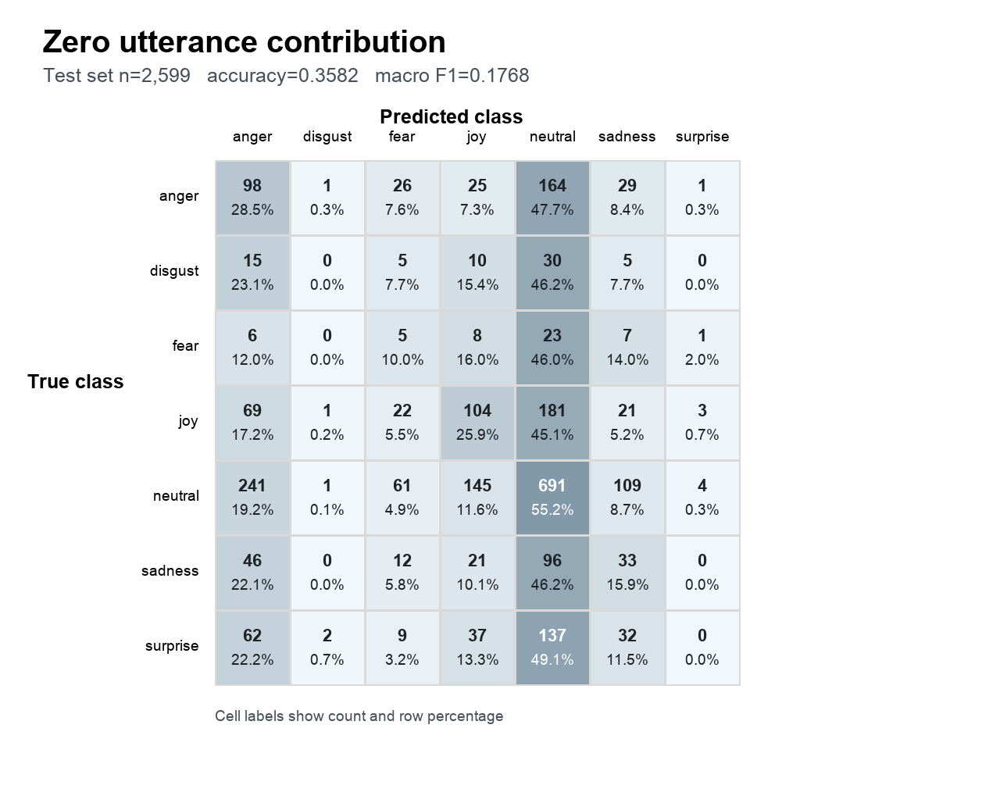 Zero utterance contribution
Test set n=2,599 accuracy=0.3582 macro F1=0.1768
Predicted class
anger disgust fear joy neutral sadness surprise
98 1 26 25 164 29 1
anger
28.5% 0.3% 7.6% 7.3% 47.7% 8.4% 0.3%
15 0 5 10 30 5 0
disgust
23.1% 0.0% 7.7% 15.4% 46.2% 7.7% 0.0%
6 0 5 8 23 7 1
fear
12.0% 0.0% 10.0% 16.0% 46.0% 14.0% 2.0%
True class
69 1 22 104 181 21 3
joy
17.2% 0.2% 5.5% 25.9% 45.1% 5.2% 0.7%
241 1 61 145 691 109 4
neutral
19.2% 0.1% 4.9% 11.6% 55.2% 8.7% 0.3%
46 0 12 21 96 33 0
sadness
22.1% 0.0% 5.8% 10.1% 46.2% 15.9% 0.0%
62 2 9 37 137 32 0
surprise
22.2% 0.7% 3.2% 13.3% 49.1% 11.5% 0.0%
Cell labels show count and row percentage